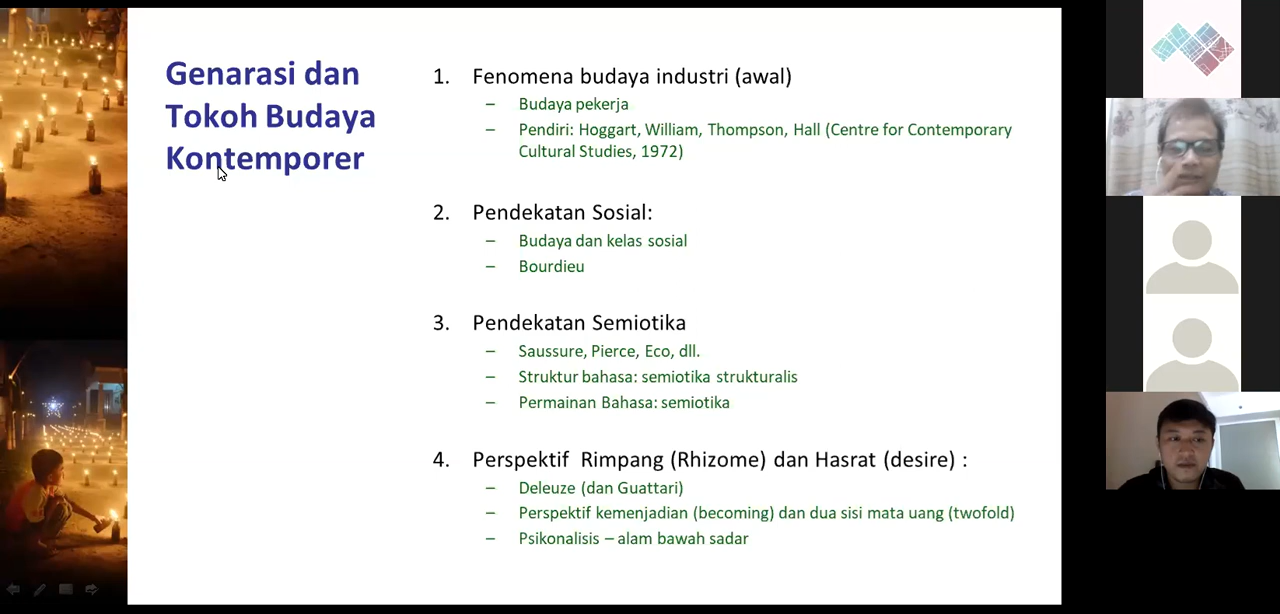 Genarasi dan
Tokoh Budaya
Kontemporer
1. Fenomena budaya industri (awal)
– Budaya pekerja
– Pendiri: Hoggart, William, Thompson, Hall (Centre for Contemporary
Cultural Studies, 1972)
2. Pendekatan Sosial:
– Budaya dan kelas sosial
– Bourdieu
3. Pendekatan Semiotika
– Saussure, Pierce, Eco, dll.
– Struktur bahasa: semiotika strukturalis
– Permainan Bahasa: semiotika
4. Perspektif Rimpang (Rhizome) dan Hasrat (desire) :
– Deleuze (dan Guattari)
– Perspektif kemenjadian (becoming) dan dua sisi mata uang (twofold)
– Psikonalisis – alam bawah sadar